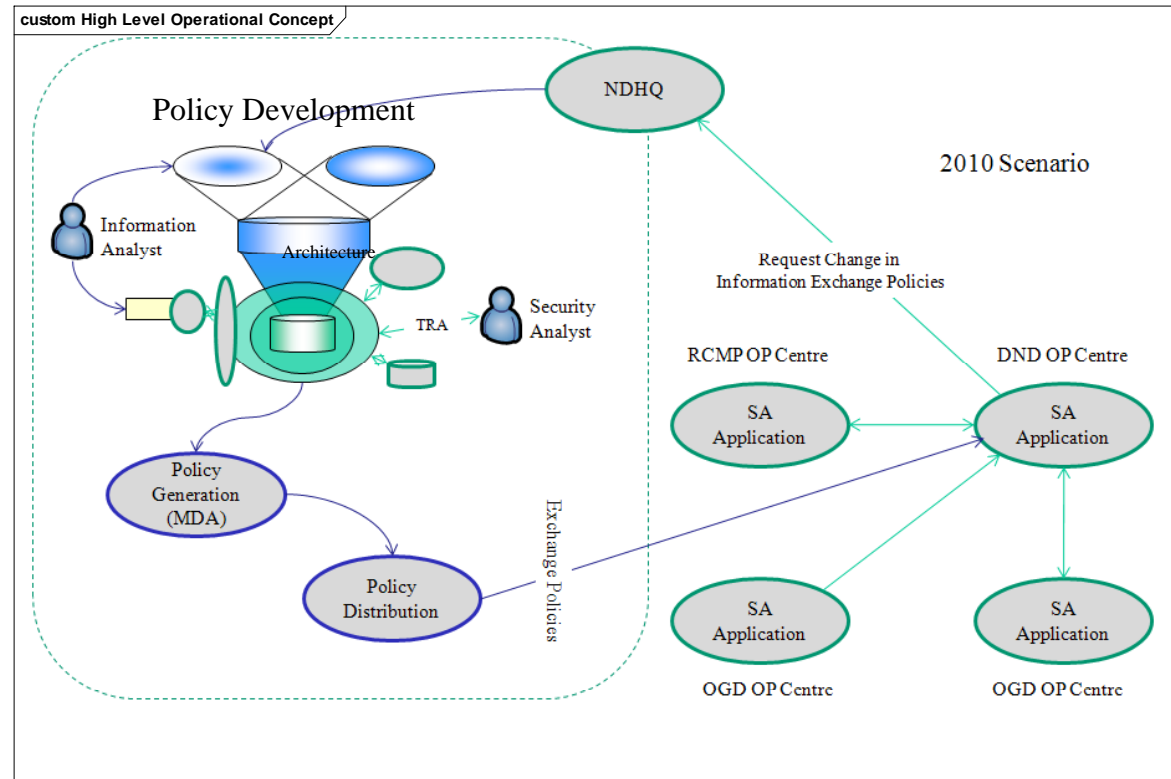 custom High Level Operational Concept
NDHQ
Policy Development
2010 Scenario
Information
Analyst
Architecture
Request Change in
Information Exchange Policies
TRA
Security
Analyst
RCMP OP Centre
DND OP Centre
SA
Application
SA
Application
Policy
Generation
(MDA)
Exchange Policies
Policy
Distribution
SA
Application
SA
Application
OGD OP Centre
OGD OP Centre